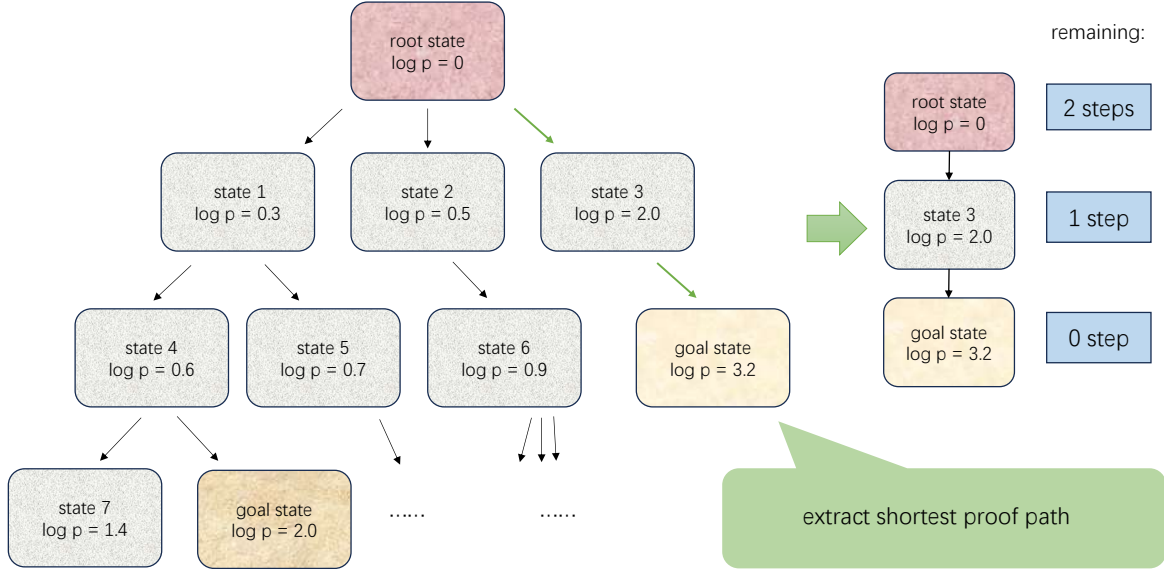 root state
log p = 0
state 1
log p = 0.3
state 2
log p = 0.5
state 3
log p = 2.0
state 4
log p = 0.6
state 5
log p = 0.7
state 6
log p = 0.9
goal state
log p = 3.2
state 7
log p = 1.4
goal state
log p = 2.0
……
……
remaining:
root state
log p = 0
2 steps
state 3
log p = 2.0
1 step
goal state
log p = 3.2
0 step
extract shortest proof path